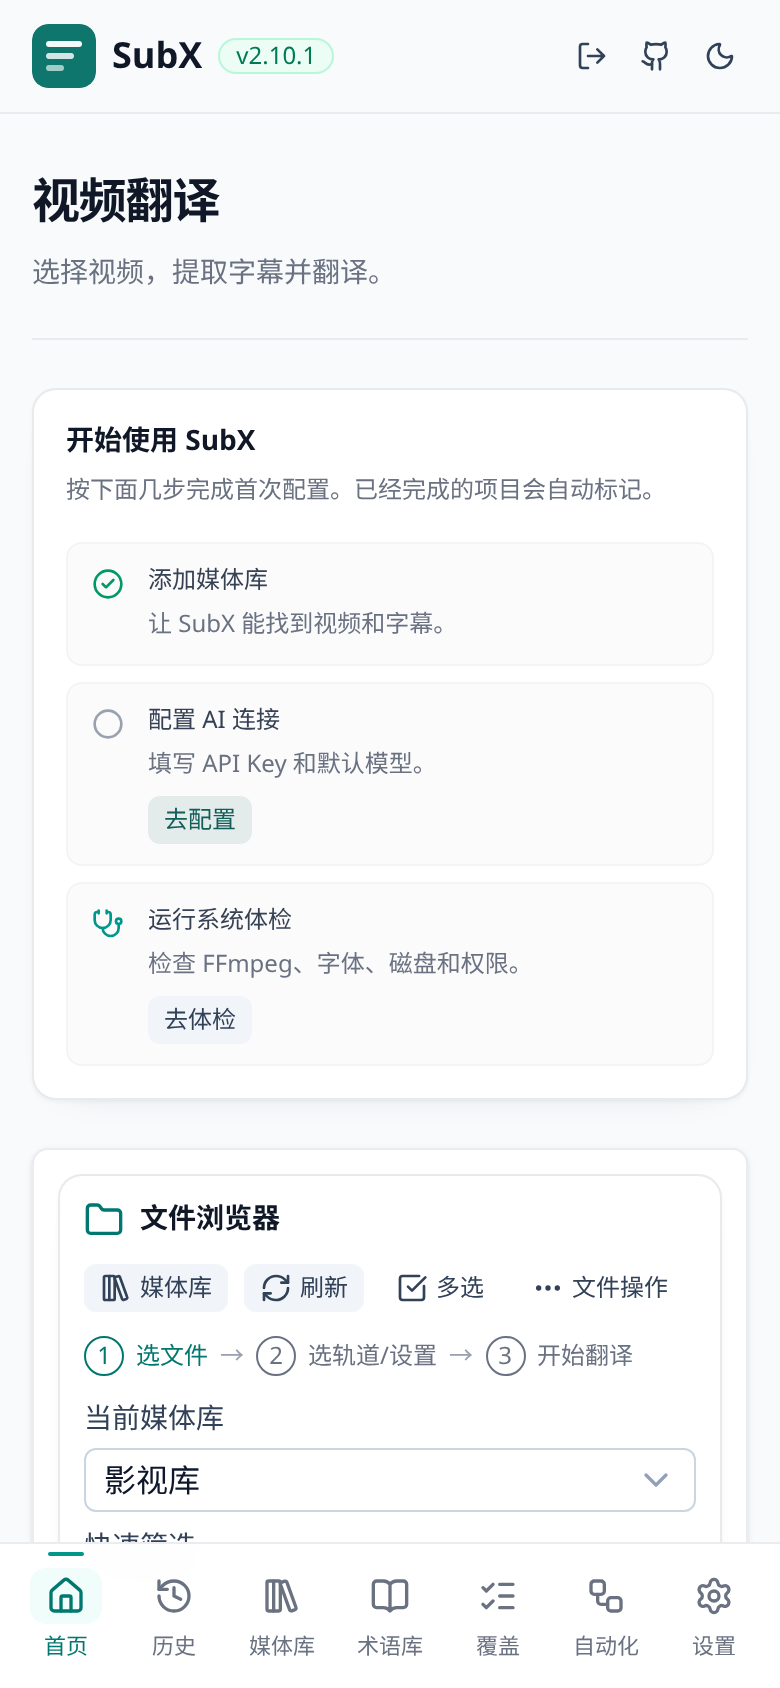 SubX v2.10.1
视频翻译
选择视频，提取字幕并翻译。
开始使用 SubX
按下面几步完成首次配置。已经完成的项目会自动标记。
添加媒体库
让 SubX 能找到视频和字幕。
配置 AI 连接
填写 API Key 和默认模型。
去配置
运行系统体检
检查 FFmpeg、字体、磁盘和权限。
去体检
文件浏览器
媒体库 刷新 多选 ··· 文件操作
1 选文件 → 2 选轨道/设置 → 3 开始翻译
当前媒体库
影视库
快速筛选
首页 历史 媒体库 术语库 覆盖 自动化 设置